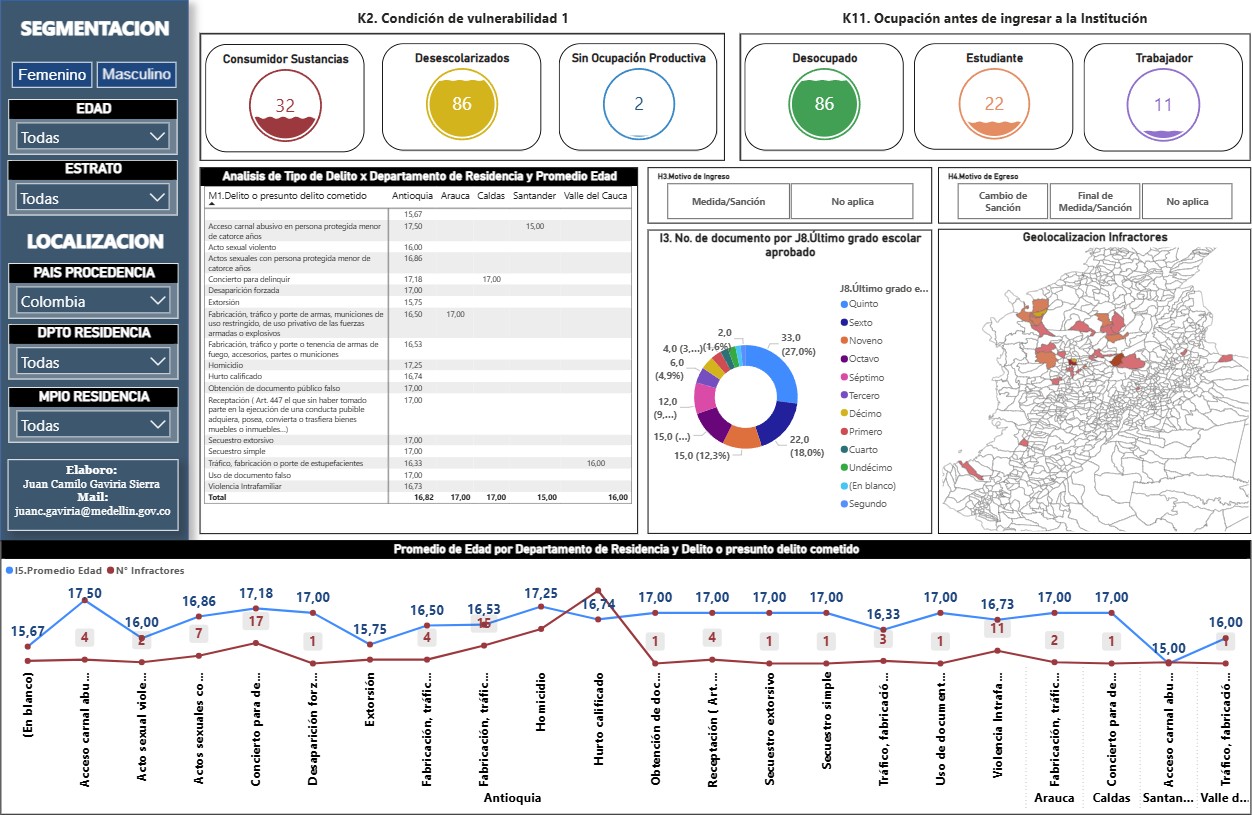 SEGMENTACION
Femenino
Masculino
EDAD
Todas
ESTRATO
Todas
LOCALIZACION
PAIS PROCEDENCIA
Colombia
DPTO RESIDENCIA
Todas
MPIO RESIDENCIA
Todas
Elaboro:
Juan Camilo Gaviria Sierra
Mail:
juanc.gaviria@medellin.gov.co
K2. Condición de vulnerabilidad 1
Consumidor Sustancias
32
Desescolarizados
86
Sin Ocupación Productiva
2
K11. Ocupación antes de ingresar a la Institución
Desocupado
86
Estudiante
22
Trabajador
11
Analisis de Tipo de Delito x Departamento de Residencia y Promedio Edad
M1.Delito o presunto delito cometido Antioquia Arauca Caldas Santander Valle del Cauca
15,67
Acceso carnal abusivo en persona protegida menor 17,50 15,00
de catorce años
Acto sexual violento 16,00
Actos sexuales con persona protegida menor de 16,86
catorce años
Concierto para delinquir 17,18 17,00
Desaparición forzada 17,00
Extorsión 15,75
Fabricación, tráfico y porte de armas, municiones de 16,50 17,00
uso restringido, de uso privativo de las fuerzas
armadas o explosivos
Fabricación, tráfico y porte o tenencia de armas de 16,53
fuego, accesorios, partes o municiones
Homicidio 17,25
Hurto calificado 16,74
Obtención de documento público falso 17,00
Receptación ( Art. 447 el que sin haber tomado 17,00
parte en la ejecución de una conducta pubible
adquiera, posea, convierta o trasfiera bienes
muebles o inmuebles...)
Secuestro extorsivo 17,00
Secuestro simple 17,00
Tráfico, fabricación o porte de estupefacientes 16,33 16,00
Uso de documento falso 17,00
Violencia Intrafamiliar 16,73
Total 16,82 17,00 17,00 15,00 16,00
H3.Motivo de Ingreso
Medida/Sanción
No aplica
H4.Motivo de Egreso
Cambio de
Sanción
Final de
Medida/Sanción
No aplica
I3. No. de documento por J8.Último grado escolar
aprobado
2,0
(1,6%)
4,0 (3,...)
6,0
(4,9%)
12,0
(9,...)
15,0 (...)
15,0 (12,3%)
22,0
(18,0%)
33,0
(27,0%)
J8.Último grado e...
Quinto
Sexto
Noveno
Octavo
Séptimo
Tercero
Décimo
Primero
Cuarto
Undécimo
(En blanco)
Segundo
Geolocalizacion Infractores
Promedio de Edad por Departamento de Residencia y Delito o presunto delito cometido
I5.Promedio Edad N° Infractores
15,67 17,50 16,00 16,86 17,18 17,00 15,75 16,50 16,53 17,25 16,74 17,00 17,00 17,00 17,00 16,33 17,00 16,73 17,00 17,00 15,00 16,00
4 2 7 17 1 4 15 1 4 1 1 3 1 11 2 1 1
(En blanco)
Acceso carnal abu...
Acto sexual viole...
Actos sexuales co...
Concierto para de...
Desaparición forz...
Extorsión
Fabricación, tráfic...
Fabricación, tráfic...
Homicidio
Hurto calificado
Obtención de doc...
Receptación ( Art. ...
Secuestro extorsivo
Secuestro simple
Tráfico, fabricació...
Uso de document...
Violencia Intrafa...
Fabricación, tráfic...
Concierto para de...
Acceso carnal abu...
Tráfico, fabricació...
Antioquia Arauca Caldas Santan... Valle d...